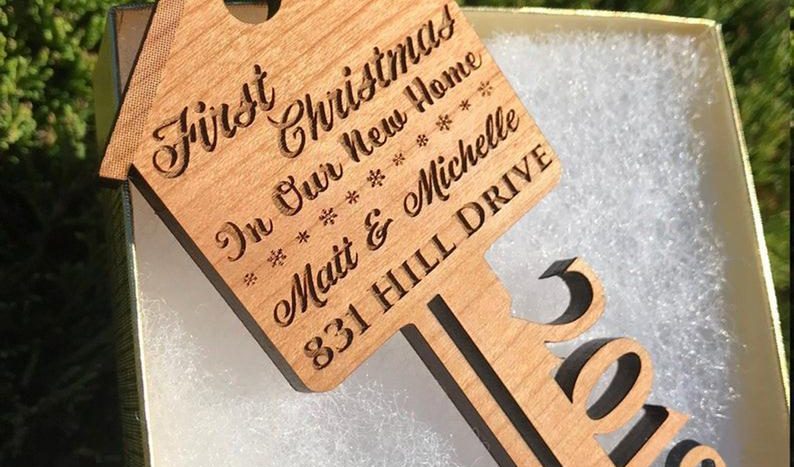 First Christmas
In Our New Home
Matt & Michelle
831 HILL DRIVE